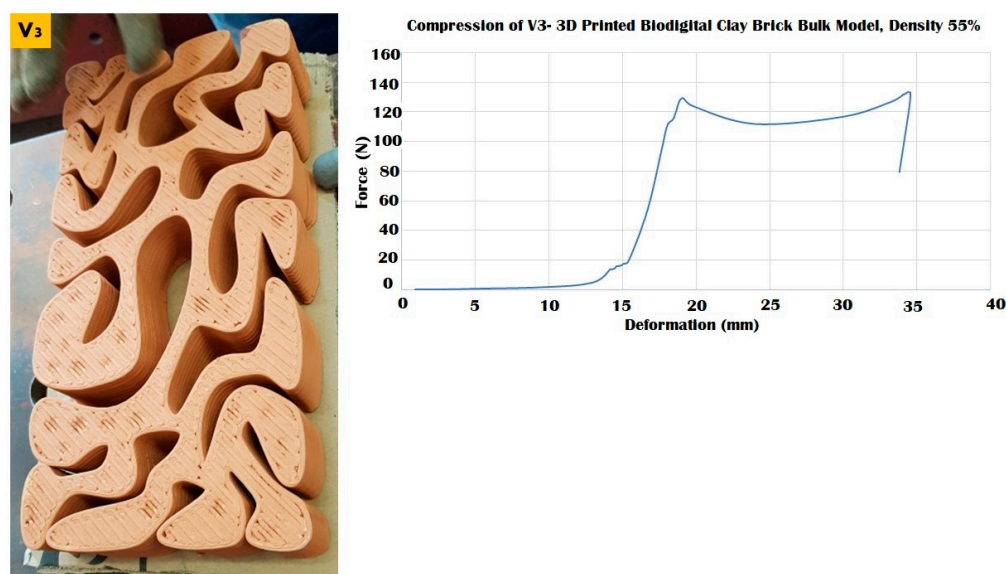 V3
Compression of V3- 3D Printed Biodigital Clay Brick Bulk Model, Density 55%
160
140
120
100
80
60
40
20
0
Force (N)
0 5 10 15 20 25 30 35 40
Deformation (mm)